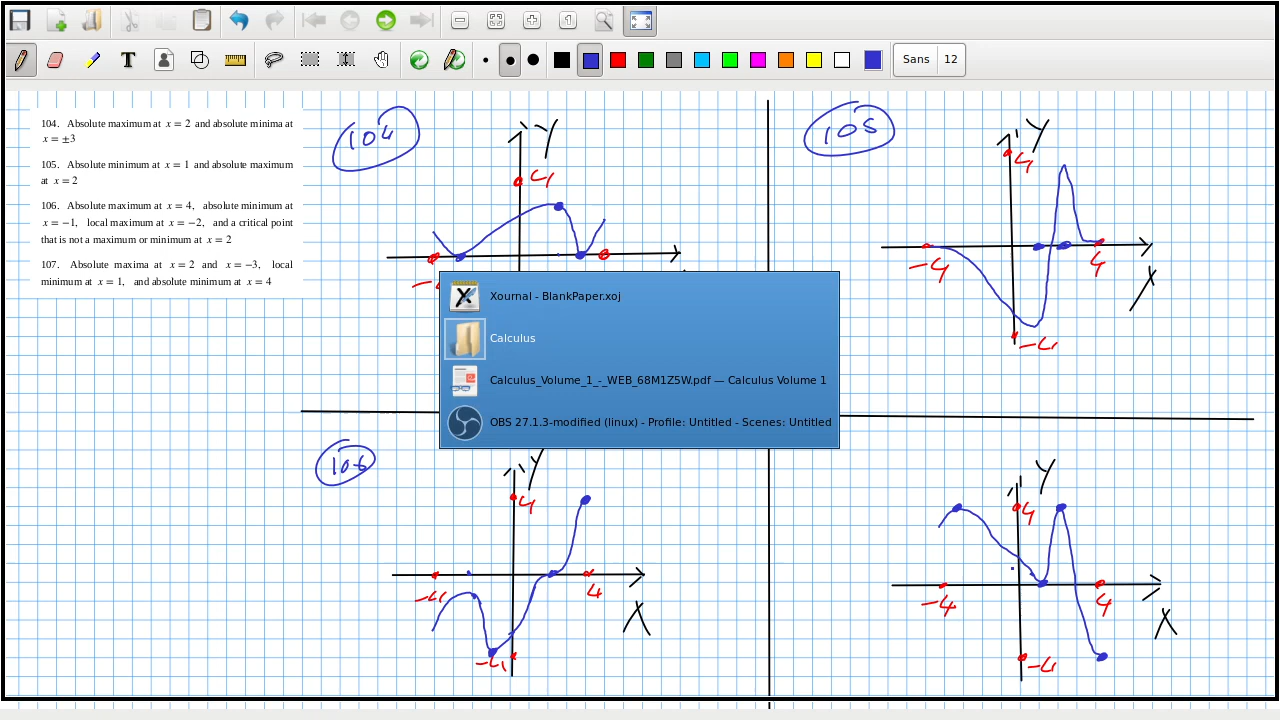 Sans 12
104. Absolute maximum at x = 2 and absolute minima at
x = ±3
105. Absolute minimum at x = 1 and absolute maximum
at x = 2
106. Absolute maximum at x = 4, absolute minimum at
x = −1, local maximum at x = −2, and a critical point
that is not a maximum or minimum at x = 2
107. Absolute maxima at x = 2 and x = −3, local
minimum at x = 1, and absolute minimum at x = 4
104
Y
4
105
Y
4
-4
4
X
-4
Xournal - BlankPaper.xoj
Calculus
Calculus_Volume_1_-_WEB_68M1Z5W.pdf — Calculus Volume 1
OBS 27.1.3-modified (linux) - Profile: Untitled - Scenes: Untitled
106
Y
4
-4
4
X
-4
Y
4
-4
4
X
-4